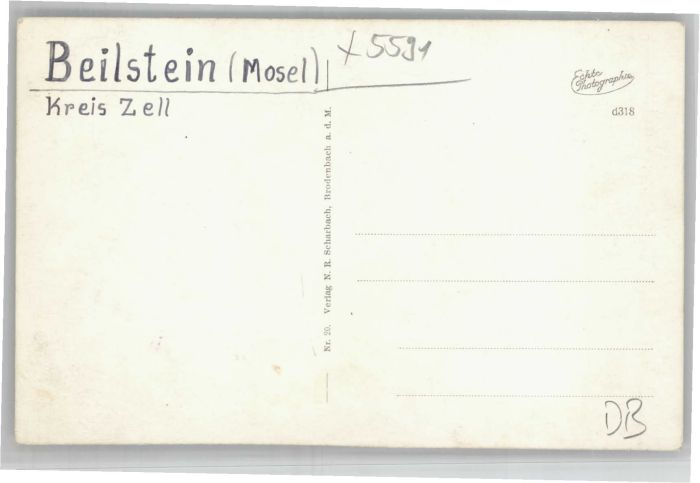 Beilstein (Mosel)
x 5591
Kreis Zell
Echte
Photographie
d318
Nr. 20. Verlag N. R. Scharbach, Brodenbach a. d. M.
DB